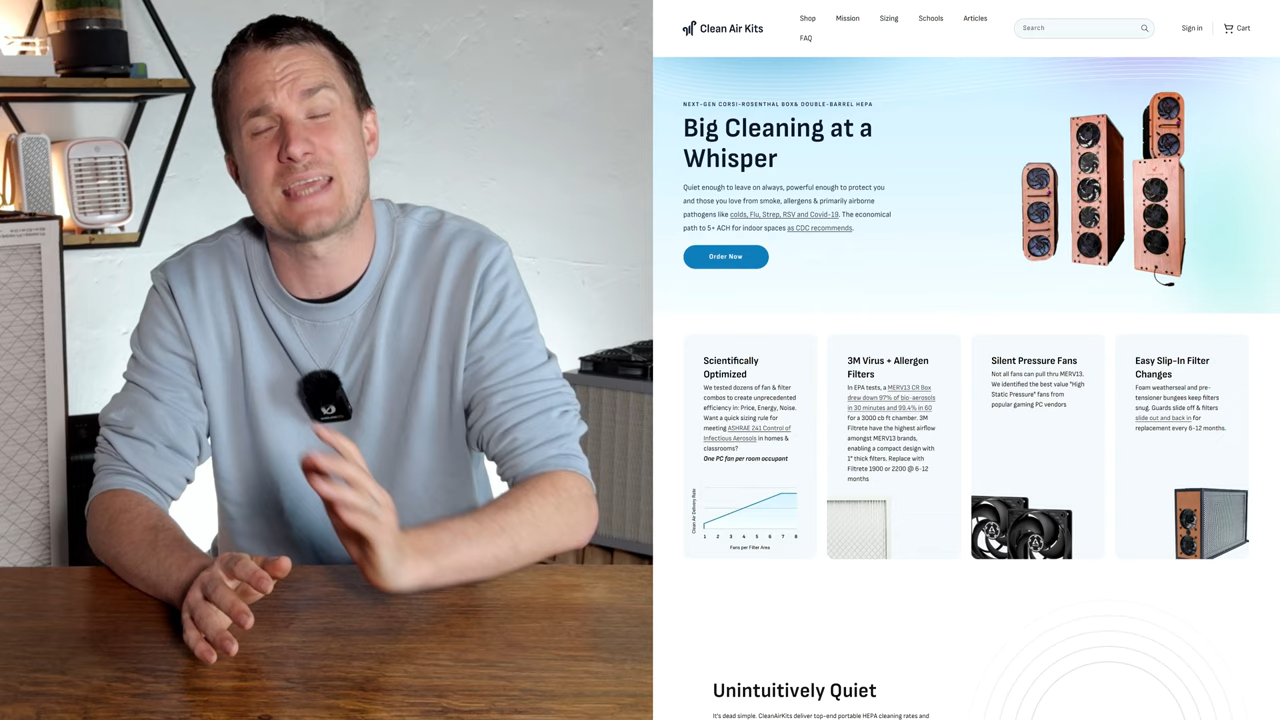 Clean Air Kits
Shop Mission Sizing Schools Articles
FAQ
Search
Sign in
Cart
NEXT-GEN CORSI-ROSENTHAL BOX& DOUBLE-BARREL HEPA
Big Cleaning at a
Whisper
Quiet enough to leave on always, powerful enough to protect you
and those you love from smoke, allergens & primarily airborne
pathogens like colds, Flu, Strep, RSV and Covid-19. The economical
path to 5+ ACH for indoor spaces as CDC recommends.
Order Now
Scientifically
Optimized
We tested dozens of fan & filter
combos to create unprecedented
efficiency in: Price, Energy, Noise.
Want a quick sizing rule for
meeting ASHRAE 241 Control of
Infectious Aerosols in homes &
classrooms?
One PC fan per room occupant
Clean Air Delivery Rate
1 2 3 4 5 6 7 8
Fans per Filter Area
3M Virus + Allergen
Filters
In EPA tests, a MERV13 CR Box
drew down 97% of bio-aerosols
in 30 minutes and 99.4% in 60
for a 3000 cb ft chamber. 3M
Filtrete have the highest airflow
amongst MERV13 brands,
enabling a compact design with
1" thick filters. Replace with
Filtrete 1900 or 2200 @ 6-12
months
Silent Pressure Fans
Not all fans can pull thru MERV13.
We identified the best value "High
Static Pressure" fans from
popular gaming PC vendors
Easy Slip-In Filter
Changes
Foam weatherseal and pre-
tensioner bungees keep filters
snug. Guards slide off & filters
slide out and back in for
replacement every 6-12 months.
Unintuitively Quiet
It's dead simple. CleanAirKits deliver top-end portable HEPA cleaning rates and